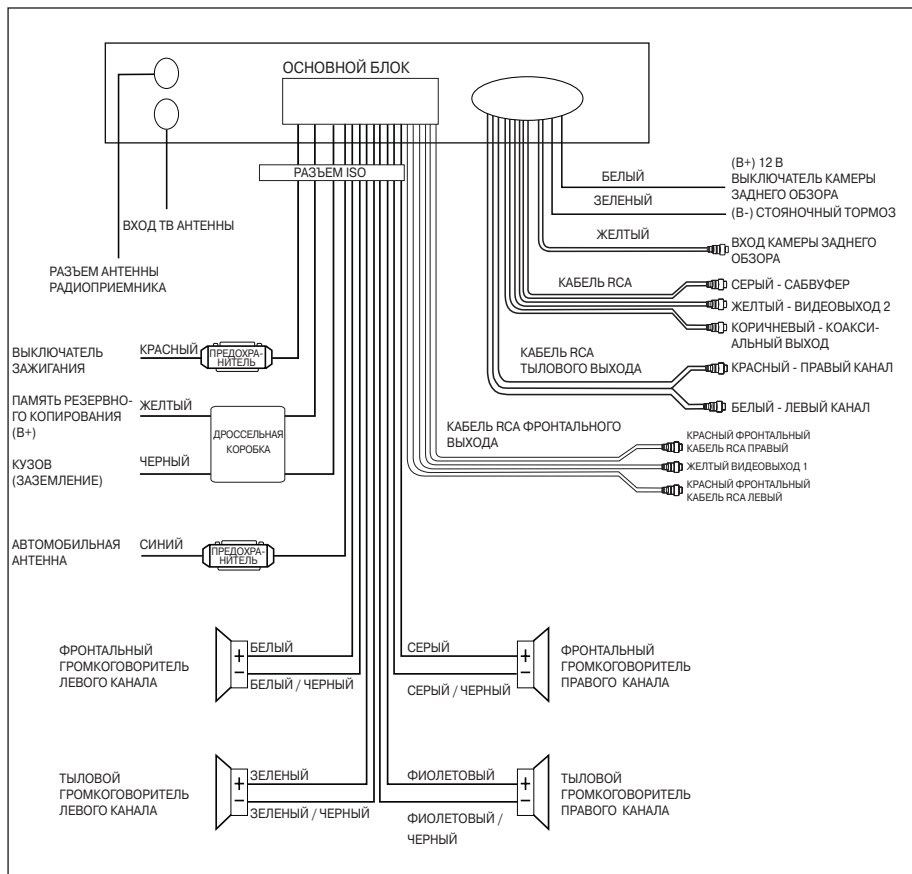 ОСНОВНОЙ БЛОК
РАЗЪЕМ ISO
ВХОД ТВ АНТЕННЫ
РАЗЪЕМ АНТЕННЫ
РАДИОПРИЕМНИКА
БЕЛЫЙ
(B+) 12 В
ВЫКЛЮЧАТЕЛЬ КАМЕРЫ
ЗАДНЕГО ОБЗОРА
ЗЕЛЕНЫЙ
(B-) СТОЯНОЧНЫЙ ТОРМОЗ
ЖЕЛТЫЙ
ВХОД КАМЕРЫ ЗАДНЕГО
ОБЗОРА
КАБЕЛЬ RCA
СЕРЫЙ - САБВУФЕР
ЖЕЛТЫЙ - ВИДЕОВЫХОД 2
КОРИЧНЕВЫЙ - КОАКСИ-
АЛЬНЫЙ ВЫХОД
КАБЕЛЬ RCA
ТЫЛОВОГО ВЫХОДА
КРАСНЫЙ - ПРАВЫЙ КАНАЛ
БЕЛЫЙ - ЛЕВЫЙ КАНАЛ
КАБЕЛЬ RCA ФРОНТАЛЬНОГО
ВЫХОДА
КРАСНЫЙ ФРОНТАЛЬНЫЙ
КАБЕЛЬ RCA ПРАВЫЙ
ЖЕЛТЫЙ ВИДЕОВЫХОД 1
КРАСНЫЙ ФРОНТАЛЬНЫЙ
КАБЕЛЬ RCA ЛЕВЫЙ
ВЫКЛЮЧАТЕЛЬ
ЗАЖИГАНИЯ
КРАСНЫЙ
ПРЕДОХРА-
НИТЕЛЬ
ПАМЯТЬ РЕЗЕРВНО-
ГО КОПИРОВАНИЯ
(B+)
ЖЕЛТЫЙ
ДРОССЕЛЬНАЯ
КОРОБКА
КУЗОВ
(ЗАЗЕМЛЕНИЕ)
ЧЕРНЫЙ
АВТОМОБИЛЬНАЯ
АНТЕННА
СИНИЙ
ПРЕДОХРА-
НИТЕЛЬ
ФРОНТАЛЬНЫЙ
ГРОМКОГОВОРИТЕЛЬ
ЛЕВОГО КАНАЛА
+
−
БЕЛЫЙ
БЕЛЫЙ / ЧЕРНЫЙ
СЕРЫЙ
СЕРЫЙ / ЧЕРНЫЙ
+
−
ФРОНТАЛЬНЫЙ
ГРОМКОГОВОРИТЕЛЬ
ПРАВОГО КАНАЛА
ТЫЛОВОЙ
ГРОМКОГОВОРИТЕЛЬ
ЛЕВОГО КАНАЛА
+
−
ЗЕЛЕНЫЙ
ЗЕЛЕНЫЙ / ЧЕРНЫЙ
ФИОЛЕТОВЫЙ
ФИОЛЕТОВЫЙ /
ЧЕРНЫЙ
+
−
ТЫЛОВОЙ
ГРОМКОГОВОРИТЕЛЬ
ПРАВОГО КАНАЛА